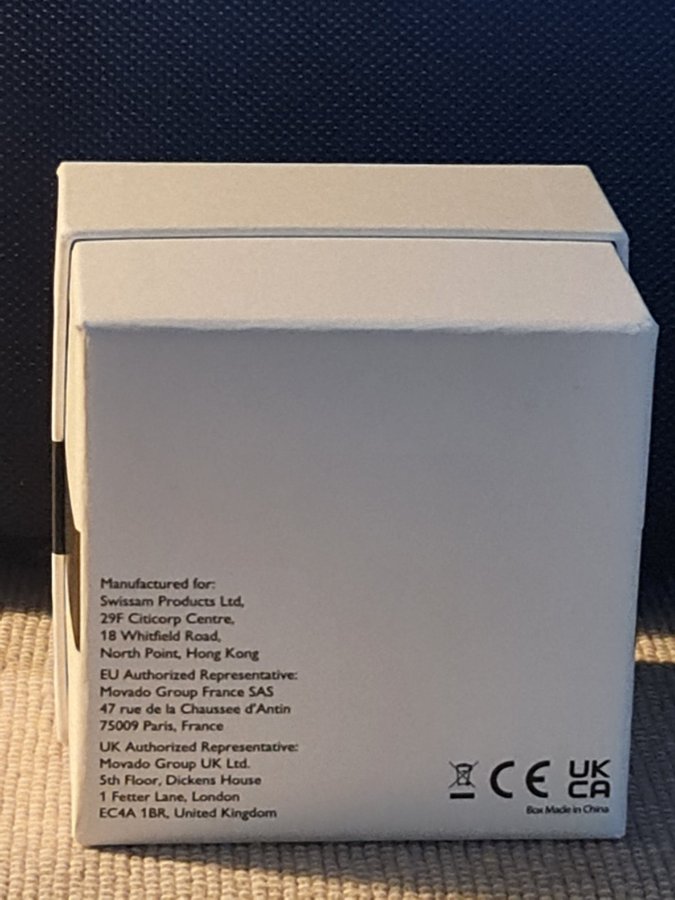 Manufactured for:
Swissam Products Ltd,
29F Citicorp Centre,
18 Whitfield Road,
North Point, Hong Kong
EU Authorized Representative:
Movado Group France SAS
47 rue de la Chaussee d'Antin
75009 Paris, France
UK Authorized Representative:
Movado Group UK Ltd.
5th Floor, Dickens House
1 Fetter Lane, London
EC4A 1BR, United Kingdom
CE UK
CA
Box Made in China